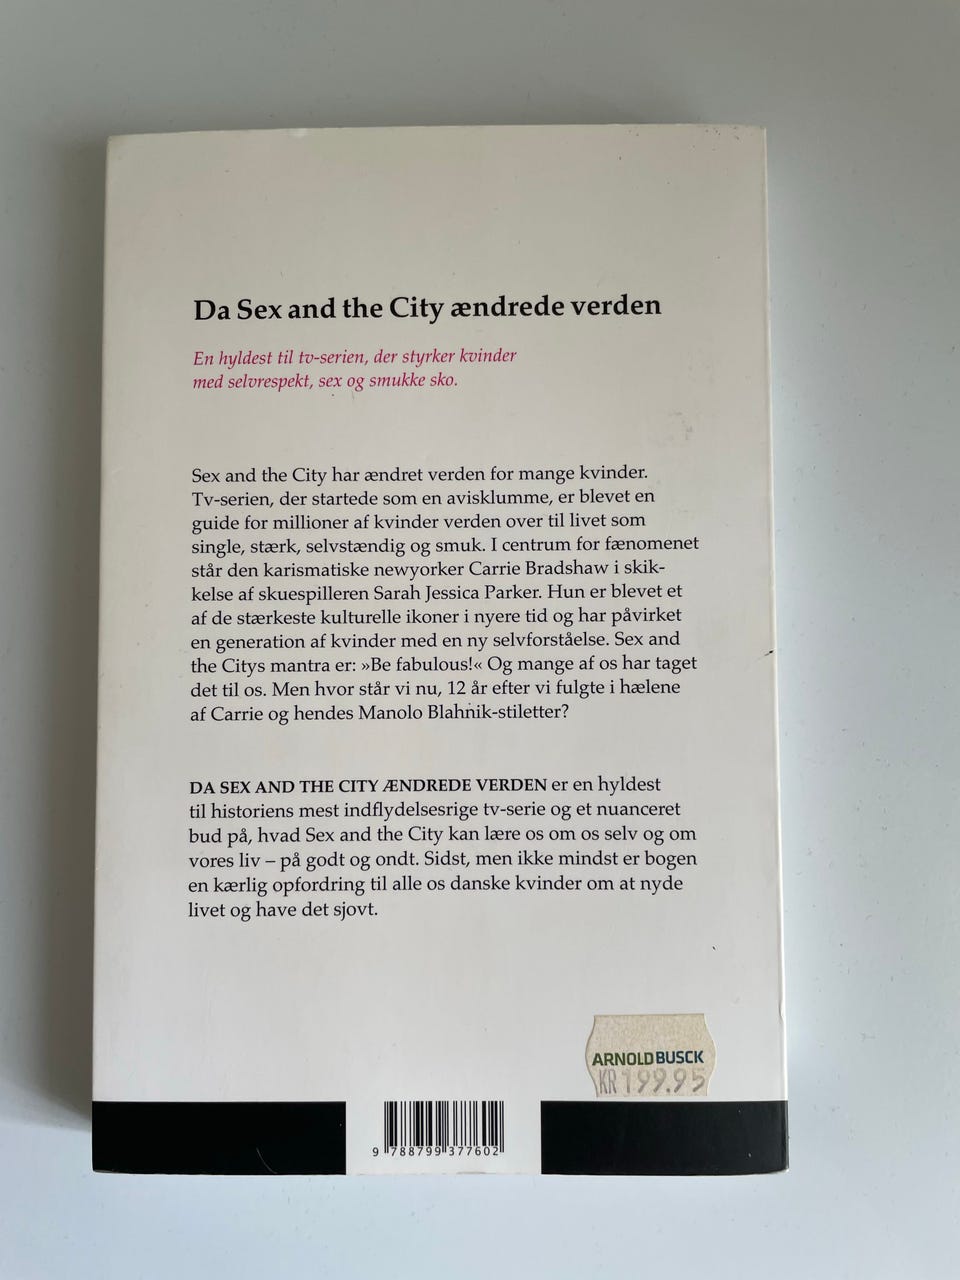 Da Sex and the City ændrede verden
En hyldest til tv-serien, der styrker kvinder
med selvrespekt, sex og smukke sko.
Sex and the City har ændret verden for mange kvinder.
Tv-serien, der startede som en avisklumme, er blevet en
guide for millioner af kvinder verden over til livet som
single, stærk, selvstændig og smuk. I centrum for fænomenet
står den karismatiske newyorker Carrie Bradshaw i skik-
kelse af skuespilleren Sarah Jessica Parker. Hun er blevet et
af de stærkeste kulturelle ikoner i nyere tid og har påvirket
en generation af kvinder med en ny selvforståelse. Sex and
the Citys mantra er: »Be fabulous!« Og mange af os har taget
det til os. Men hvor står vi nu, 12 år efter vi fulgte i hælene
af Carrie og hendes Manolo Blahnik-stiletter?
DA SEX AND THE CITY ÆNDREDE VERDEN er en hyldest
til historiens mest indflydelsesrige tv-serie og et nuanceret
bud på, hvad Sex and the City kan lære os om os selv og om
vores liv – på godt og ondt. Sidst, men ikke mindst er bogen
en kærlig opfordring til alle os danske kvinder om at nyde
livet og have det sjovt.
ARNOLD BUSCK
KR 199.95
9 788799 377602